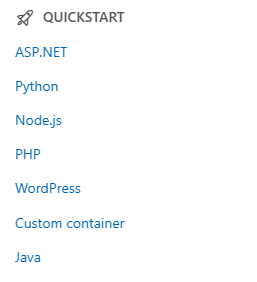 QUICKSTART
ASP.NET
Python
Node.js
PHP
WordPress
Custom container
Java